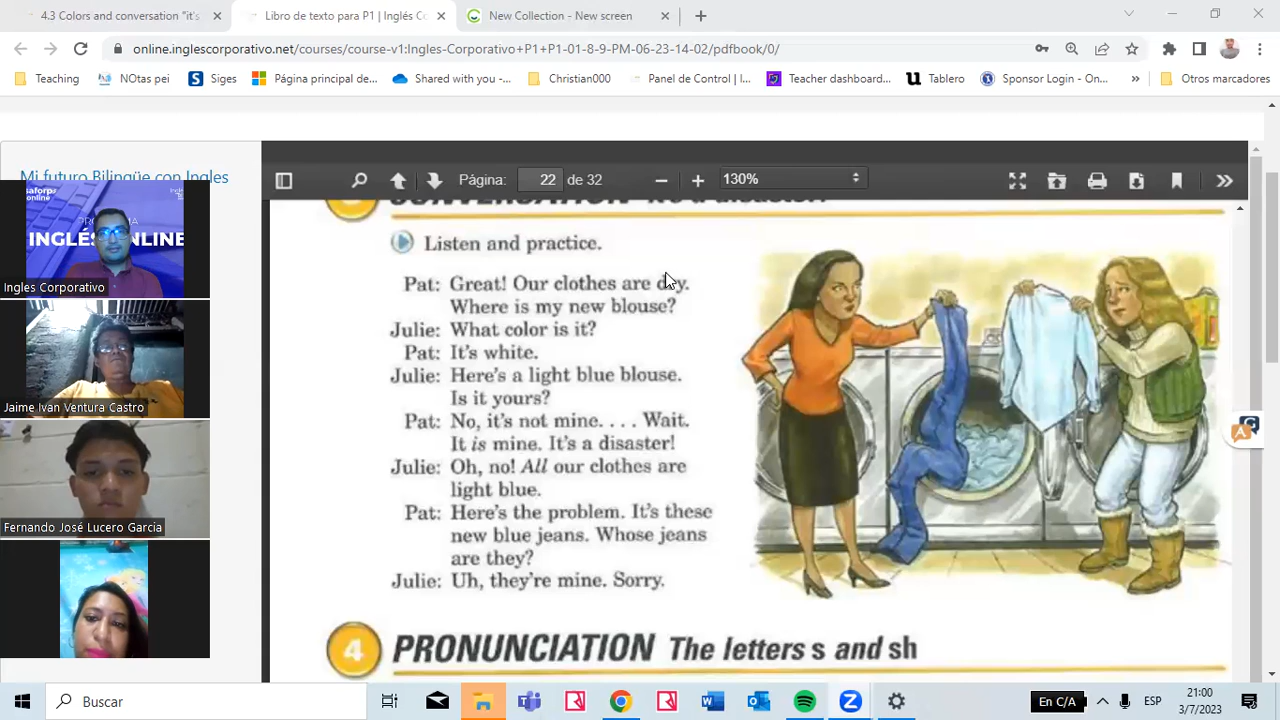 4.3 Colors and conversation "it's
Libro de texto para P1 | Inglés Co
New Collection - New screen
online.inglescorporativo.net/courses/course-v1:Ingles-Corporativo+P1+P1-01-8-9-PM-06-23-14-02/pdfbook/0/
Teaching
NOtas pei
Siges
Página principal de...
Shared with you -...
Christian000
Panel de Control | I...
Teacher dashboard...
Tablero
Sponsor Login - On...
Otros marcadores
Mi futuro Bilingüe con Ingles
Página: 22 de 32
130%
CONVERSATION It's a disaster!
Listen and practice.
Pat: Great! Our clothes are dry.
Where is my new blouse?
Julie: What color is it?
Pat: It's white.
Julie: Here's a light blue blouse.
Is it yours?
Pat: No, it's not mine. . . . Wait.
It is mine. It's a disaster!
Julie: Oh, no! All our clothes are
light blue.
Pat: Here's the problem. It's these
new blue jeans. Whose jeans
are they?
Julie: Uh, they're mine. Sorry.
4 PRONUNCIATION The letters s and sh
INGLÉS ONLINE
Ingles Corporativo
Jaime Ivan Ventura Castro
Fernando José Lucero García
Buscar
En C/A
ESP
21:00
3/7/2023